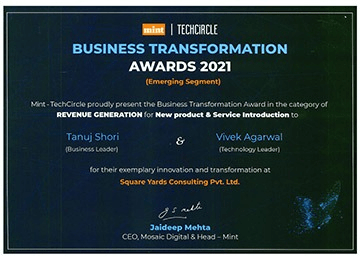 mint | TECHCIRCLE
BUSINESS TRANSFORMATION
AWARDS 2021
(Emerging Segment)
Mint-TechCircle proudly present the Business Transformation Award in the category of
REVENUE GENERATION for New product & Service Introduction to
Tanuj Shori & Vivek Agarwal
(Business Leader) (Technology Leader)
for their exemplary innovation and transformation at
Square Yards Consulting Pvt. Ltd.
Jaideep Mehta
CEO, Mosaic Digital & Head – Mint